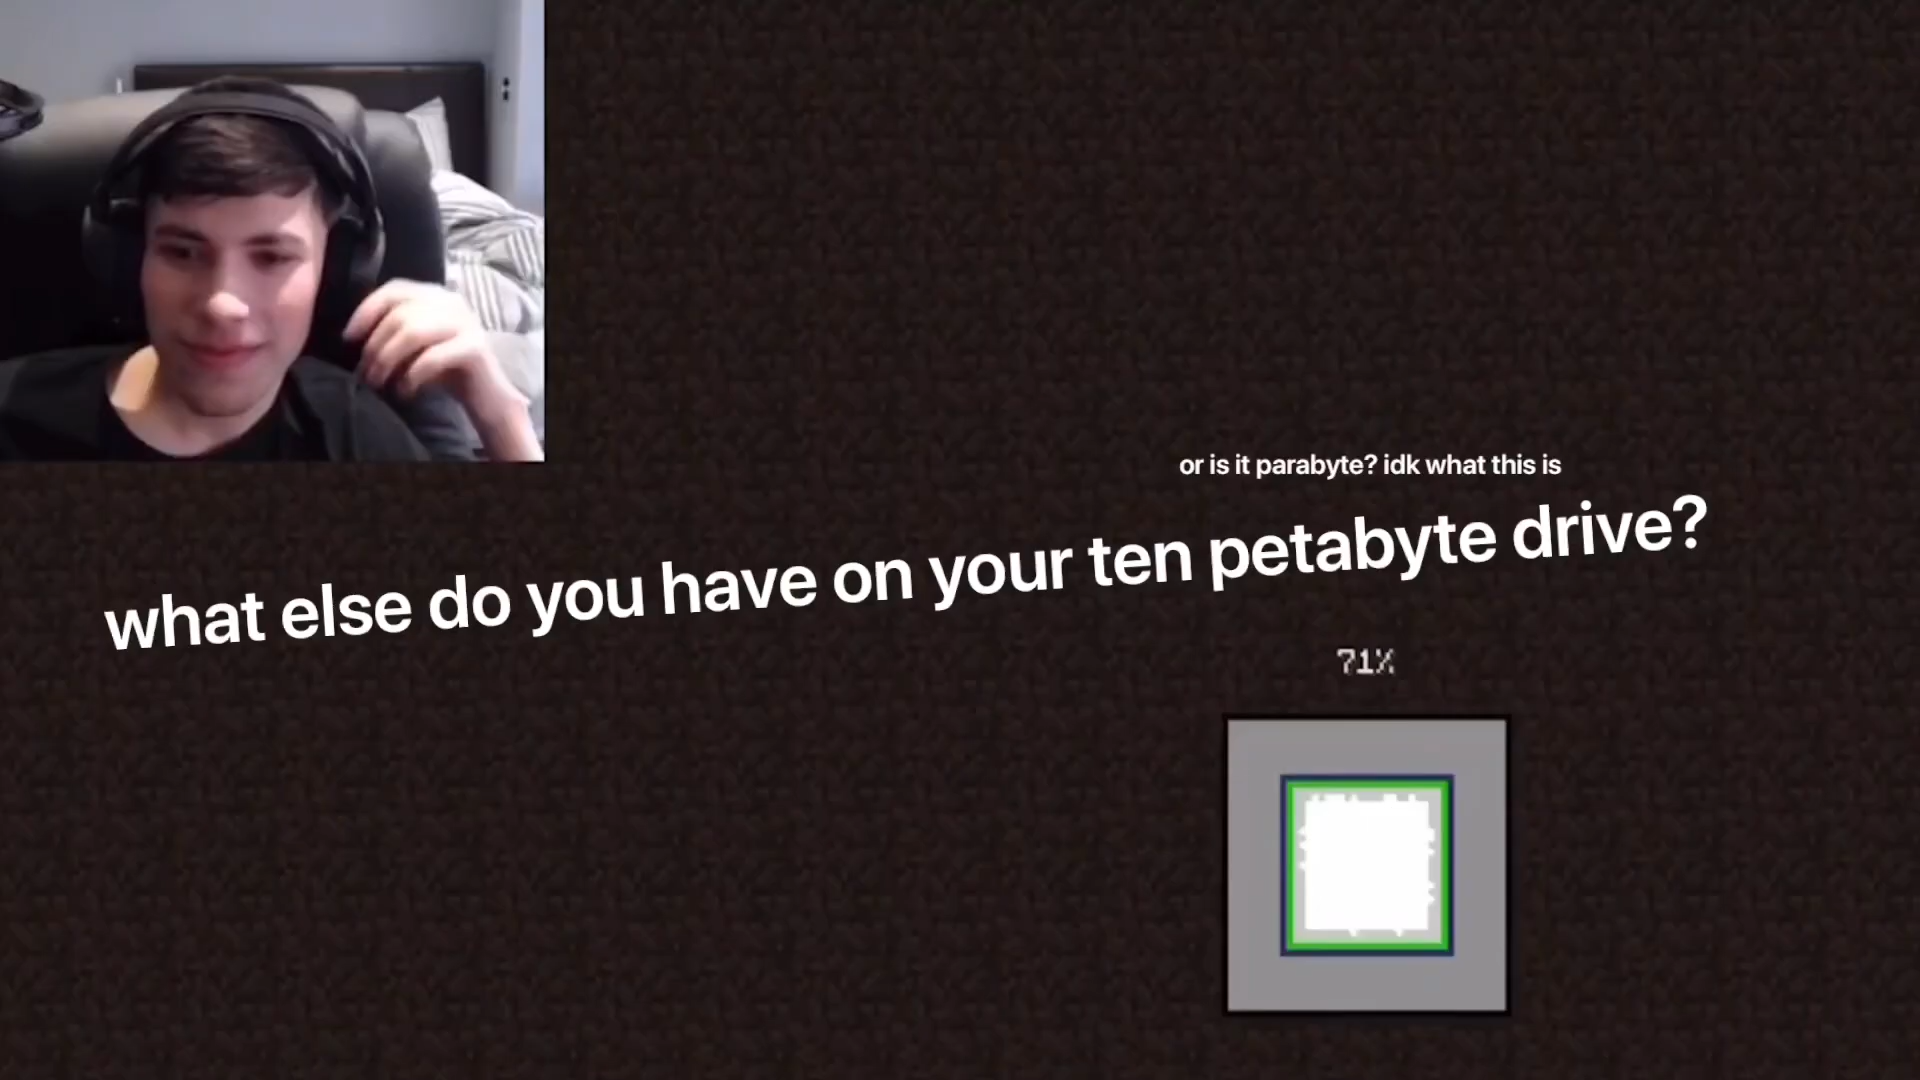 or is it parabyte? idk what this is
what else do you have on your ten petabyte drive?
71%